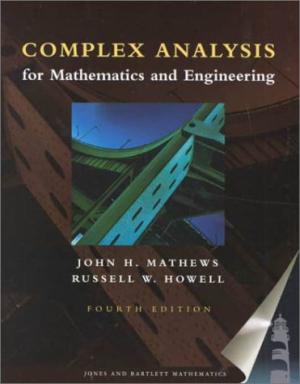 COMPLEX ANALYSIS
for Mathematics and Engineering
JOHN H. MATHEWS
RUSSELL W. HOWELL
FOURTH EDITION
JONES AND BARTLETT MATHEMATICS